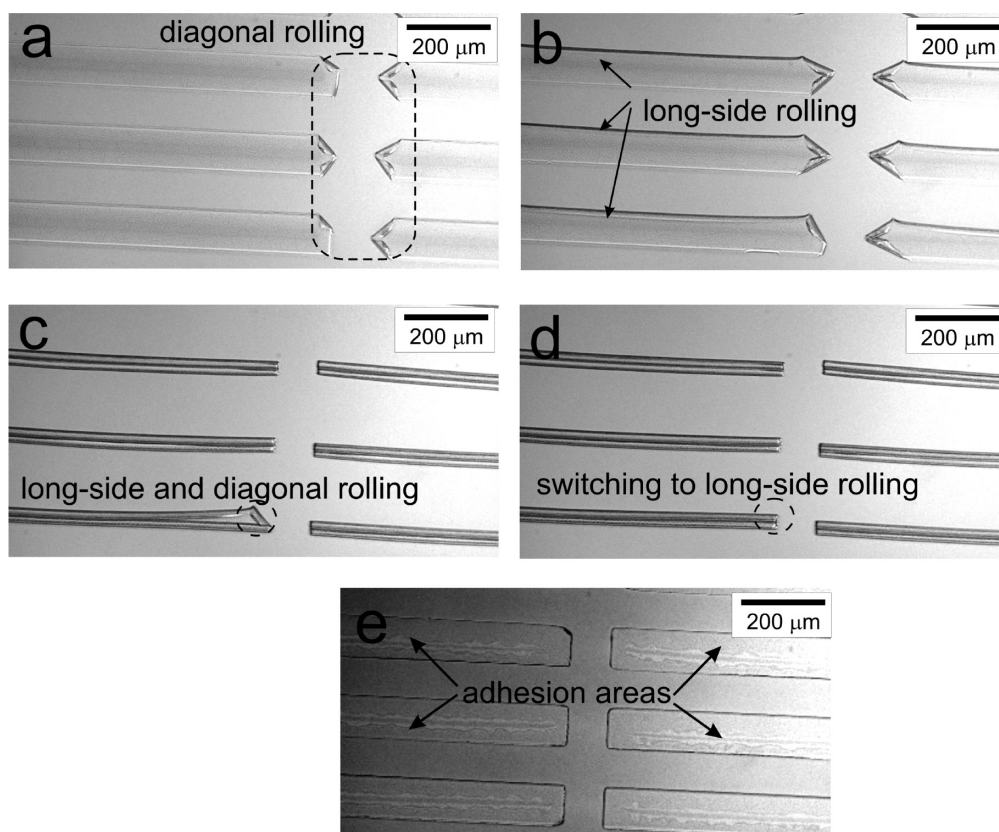 a
diagonal rolling
200 μm
b
200 μm
long-side rolling
c
200 μm
long-side and diagonal rolling
d
200 μm
switching to long-side rolling
e
200 μm
adhesion areas